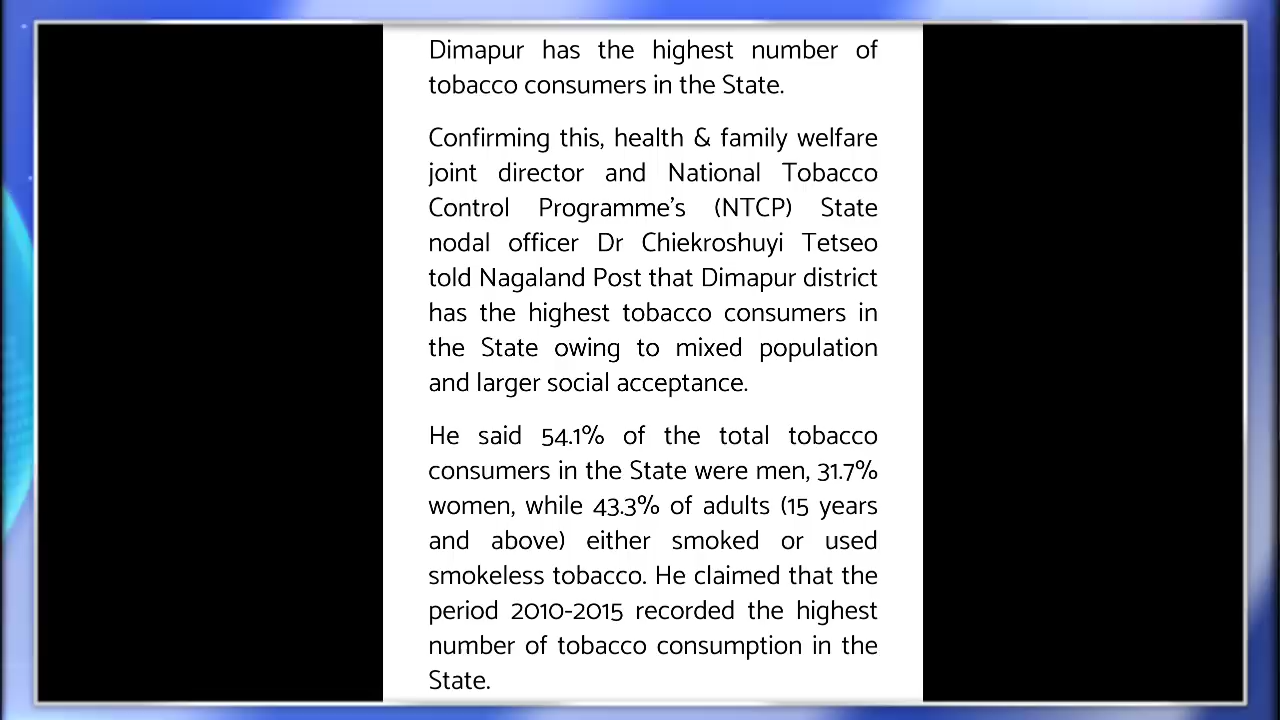 Dimapur has the highest number of
tobacco consumers in the State.
Confirming this, health & family welfare
joint director and National Tobacco
Control Programme's (NTCP) State
nodal officer Dr Chiekroshuyi Tetseo
told Nagaland Post that Dimapur district
has the highest tobacco consumers in
the State owing to mixed population
and larger social acceptance.
He said 54.1% of the total tobacco
consumers in the State were men, 31.7%
women, while 43.3% of adults (15 years
and above) either smoked or used
smokeless tobacco. He claimed that the
period 2010-2015 recorded the highest
number of tobacco consumption in the
State.